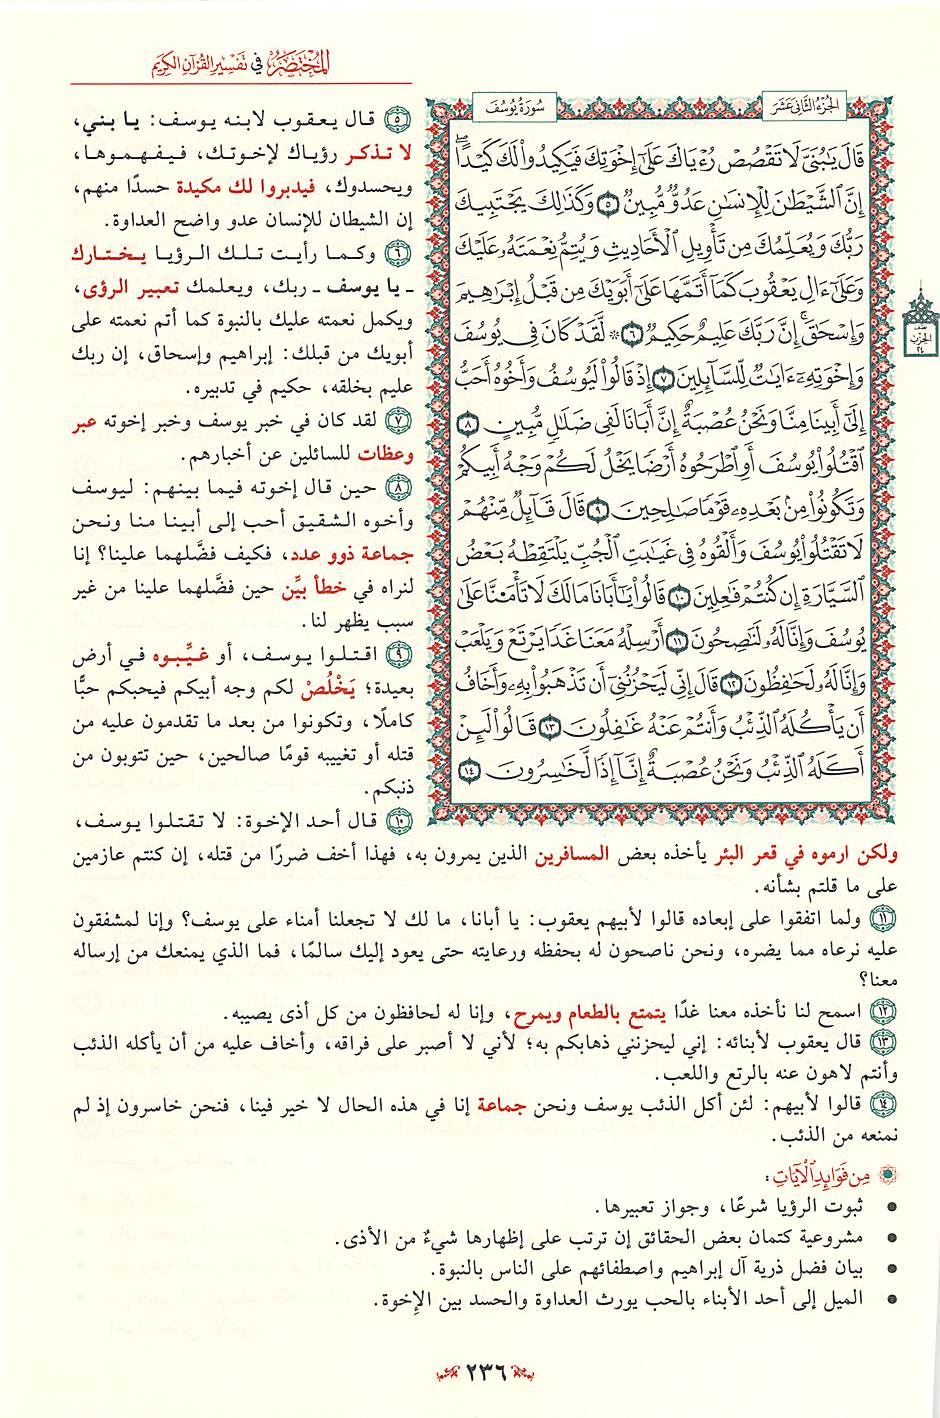 المختصر في تفسير القرآن الكريم
الجزء الثاني عشر
سورة يوسف
قَالَ يَٰبُنَيَّ لَا تَقْصُصْ رُءْيَاكَ عَلَىٰٓ إِخْوَتِكَ فَيَكِيدُوا۟ لَكَ كَيْدًا ۖ
إِنَّ ٱلشَّيْطَٰنَ لِلْإِنسَٰنِ عَدُوٌّ مُّبِينٌ ٥ وَكَذَٰلِكَ يَجْتَبِيكَ
رَبُّكَ وَيُعَلِّمُكَ مِن تَأْوِيلِ ٱلْأَحَادِيثِ وَيُتِمُّ نِعْمَتَهُۥ عَلَيْكَ
وَعَلَىٰٓ ءَالِ يَعْقُوبَ كَمَآ أَتَمَّهَا عَلَىٰٓ أَبَوَيْكَ مِن قَبْلُ إِبْرَٰهِيمَ
وَإِسْحَٰقَ ۚ إِنَّ رَبَّكَ عَلِيمٌ حَكِيمٌ ٦ ۞ لَّقَدْ كَانَ فِى يُوسُفَ
وَإِخْوَتِهِۦٓ ءَايَٰتٌ لِّلسَّآئِلِينَ ٧ إِذْ قَالُوا۟ لَيُوسُفُ وَأَخُوهُ أَحَبُّ
إِلَىٰٓ أَبِينَا مِنَّا وَنَحْنُ عُصْبَةٌ إِنَّ أَبَانَا لَفِى ضَلَٰلٍ مُّبِينٍ ٨
ٱقْتُلُوا۟ يُوسُفَ أَوِ ٱطْرَحُوهُ أَرْضًا يَخْلُ لَكُمْ وَجْهُ أَبِيكُمْ
وَتَكُونُوا۟ مِنۢ بَعْدِهِۦ قَوْمًا صَٰلِحِينَ ٩ قَالَ قَآئِلٌ مِّنْهُمْ
لَا تَقْتُلُوا۟ يُوسُفَ وَأَلْقُوهُ فِى غَيَٰبَتِ ٱلْجُبِّ يَلْتَقِطْهُ بَعْضُ
ٱلسَّيَّارَةِ إِن كُنتُمْ فَٰعِلِينَ ١٠ قَالُوا۟ يَٰٓأَبَانَا مَا لَكَ لَا تَأْمَ۫نَّا عَلَىٰ
يُوسُفَ وَإِنَّا لَهُۥ لَنَٰصِحُونَ ١١ أَرْسِلْهُ مَعَنَا غَدًا يَرْتَعْ وَيَلْعَبْ
وَإِنَّا لَهُۥ لَحَٰفِظُونَ ١٢ قَالَ إِنِّى لَيَحْزُنُنِىٓ أَن تَذْهَبُوا۟ بِهِۦ وَأَخَافُ
أَن يَأْكُلَهُ ٱلذِّئْبُ وَأَنتُمْ عَنْهُ غَٰفِلُونَ ١٣ قَالُوا۟ لَئِنْ
أَكَلَهُ ٱلذِّئْبُ وَنَحْنُ عُصْبَةٌ إِنَّآ إِذًا لَّخَٰسِرُونَ ١٤
نصف
الحزب
٢٤
٥ قال يعقوب لابنه يوسف: يا بني،
لا تذكر رؤياك لإخوتك، فيفهموها،
ويحسدوك، فيدبروا لك مكيدة حسدًا منهم،
إن الشيطان للإنسان عدو واضح العداوة.
٦ وكما رأيت تلك الرؤيا يختارك
ـ يا يوسف ـ ربك، ويعلمك تعبير الرؤى،
ويكمل نعمته عليك بالنبوة كما أتم نعمته على
أبويك من قبلك: إبراهيم وإسحاق، إن ربك
عليم بخلقه، حكيم في تدبيره.
٧ لقد كان في خبر يوسف وخبر إخوته عبر
وعظات للسائلين عن أخبارهم.
٨ حين قال إخوته فيما بينهم: ليوسف
وأخوه الشقيق أحب إلى أبينا منا ونحن
جماعة ذوو عدد، فكيف فضَّلهما علينا؟ إنا
لنراه في خطأ بيِّن حين فضَّلهما علينا من غير
سبب يظهر لنا.
٩ اقتلوا يوسف، أو غيِّبوه في أرض
بعيدة؛ يَخْلُصْ لكم وجه أبيكم فيحبكم حبًّا
كاملًا، وتكونوا من بعد ما تقدمون عليه من
قتله أو تغييبه قومًا صالحين، حين تتوبون من
ذنبكم.
١٠ قال أحد الإخوة: لا تقتلوا يوسف،
ولكن ارموه في قعر البئر يأخذه بعض المسافرين الذين يمرون به، فهذا أخف ضررًا من قتله، إن كنتم عازمين
على ما قلتم بشأنه.
١١ ولما اتفقوا على إبعاده قالوا لأبيهم يعقوب: يا أبانا، ما لك لا تجعلنا أمناء على يوسف؟ وإنا لمشفقون
عليه نرعاه مما يضره، ونحن ناصحون له بحفظه ورعايته حتى يعود إليك سالمًا، فما الذي يمنعك من إرساله
معنا؟
١٢ اسمح لنا نأخذه معنا غدًا يتمتع بالطعام ويمرح، وإنا له لحافظون من كل أذى يصيبه.
١٣ قال يعقوب لأبنائه: إني ليحزنني ذهابكم به؛ لأني لا أصبر على فراقه، وأخاف عليه من أن يأكله الذئب
وأنتم لاهون عنه بالرتع واللعب.
١٤ قالوا لأبيهم: لئن أكل الذئب يوسف ونحن جماعة إنا في هذه الحال لا خير فينا، فنحن خاسرون إذ لم
نمنعه من الذئب.
من فوائد الآيات:
● ثبوت الرؤيا شرعًا، وجواز تعبيرها.
● مشروعية كتمان بعض الحقائق إن ترتب على إظهارها شيءٌ من الأذى.
● بيان فضل ذرية آل إبراهيم واصطفائهم على الناس بالنبوة.
● الميل إلى أحد الأبناء بالحب يورث العداوة والحسد بين الإِخوة.
٢٣٦